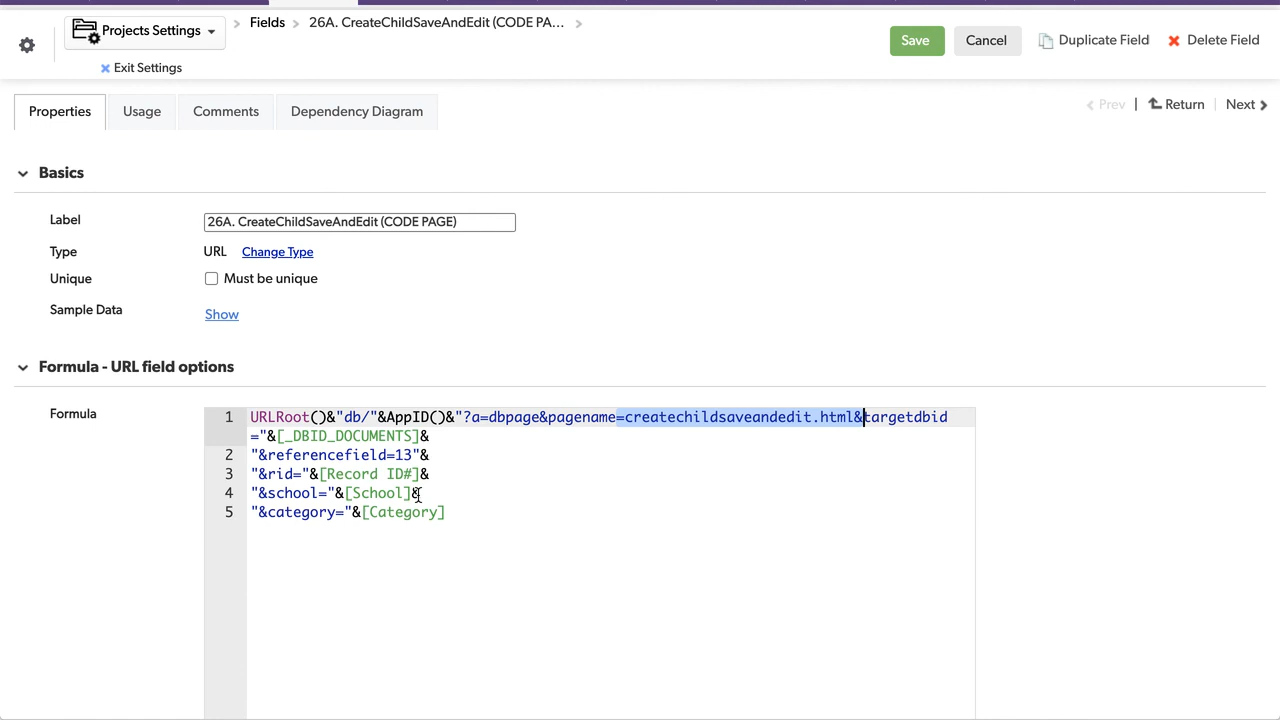 Projects Settings
Fields
26A. CreateChildSaveAndEdit (CODE PA...
Save
Cancel
Duplicate Field
Delete Field
Exit Settings
Properties
Usage
Comments
Dependency Diagram
Prev
|
Return
Next
Basics
Label
26A. CreateChildSaveAndEdit (CODE PAGE)
Type
URL
Change Type
Unique
Must be unique
Sample Data
Show
Formula - URL field options
Formula
1 URLRoot()&"db/"&AppID()&"?a=dbpage&pagename=createchildsaveandedit.html&targetdbid
="&[_DBID_DOCUMENTS]&
2 "&referencefield=13"&
3 "&rid="&[Record ID#]&
4 "&school="&[School]&
5 "&category="&[Category]